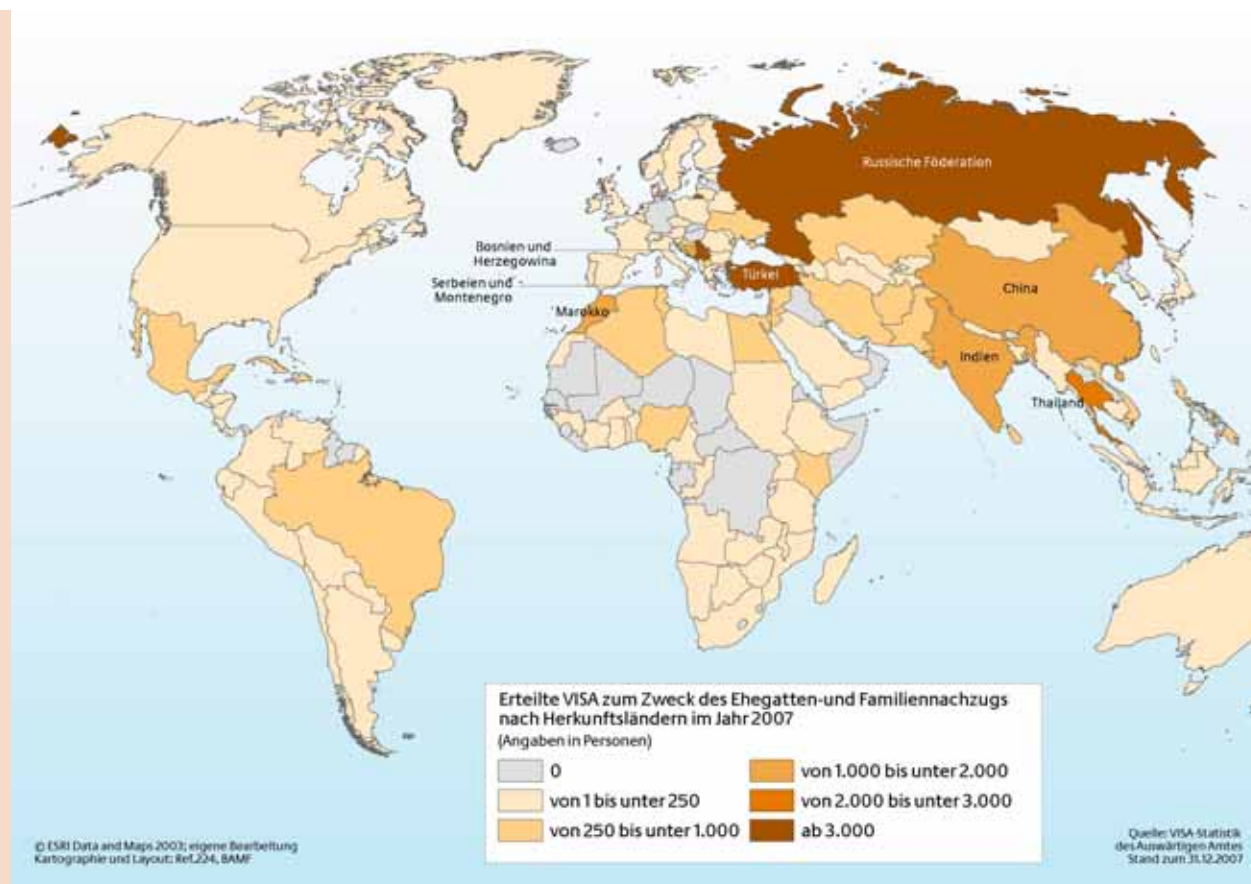 Russische Föderation
Bosnien und
Herzegowina
Serbeien und
Montenegro
Türkei
Marokko
China
Indien
Thailand
Erteilte VISA zum Zweck des Ehegatten-und Familiennachzugs
nach Herkunftsländern im Jahr 2007
(Angaben in Personen)
0
von 1 bis unter 250
von 250 bis unter 1.000
von 1.000 bis unter 2.000
von 2.000 bis unter 3.000
ab 3.000
© ESRI Data and Maps 2003; eigene Bearbeitung
Kartographie und Layout: Ref.224, BAMF
Quelle: VISA-Statistik
des Auswärtigen Amtes
Stand zum 31.12.2007